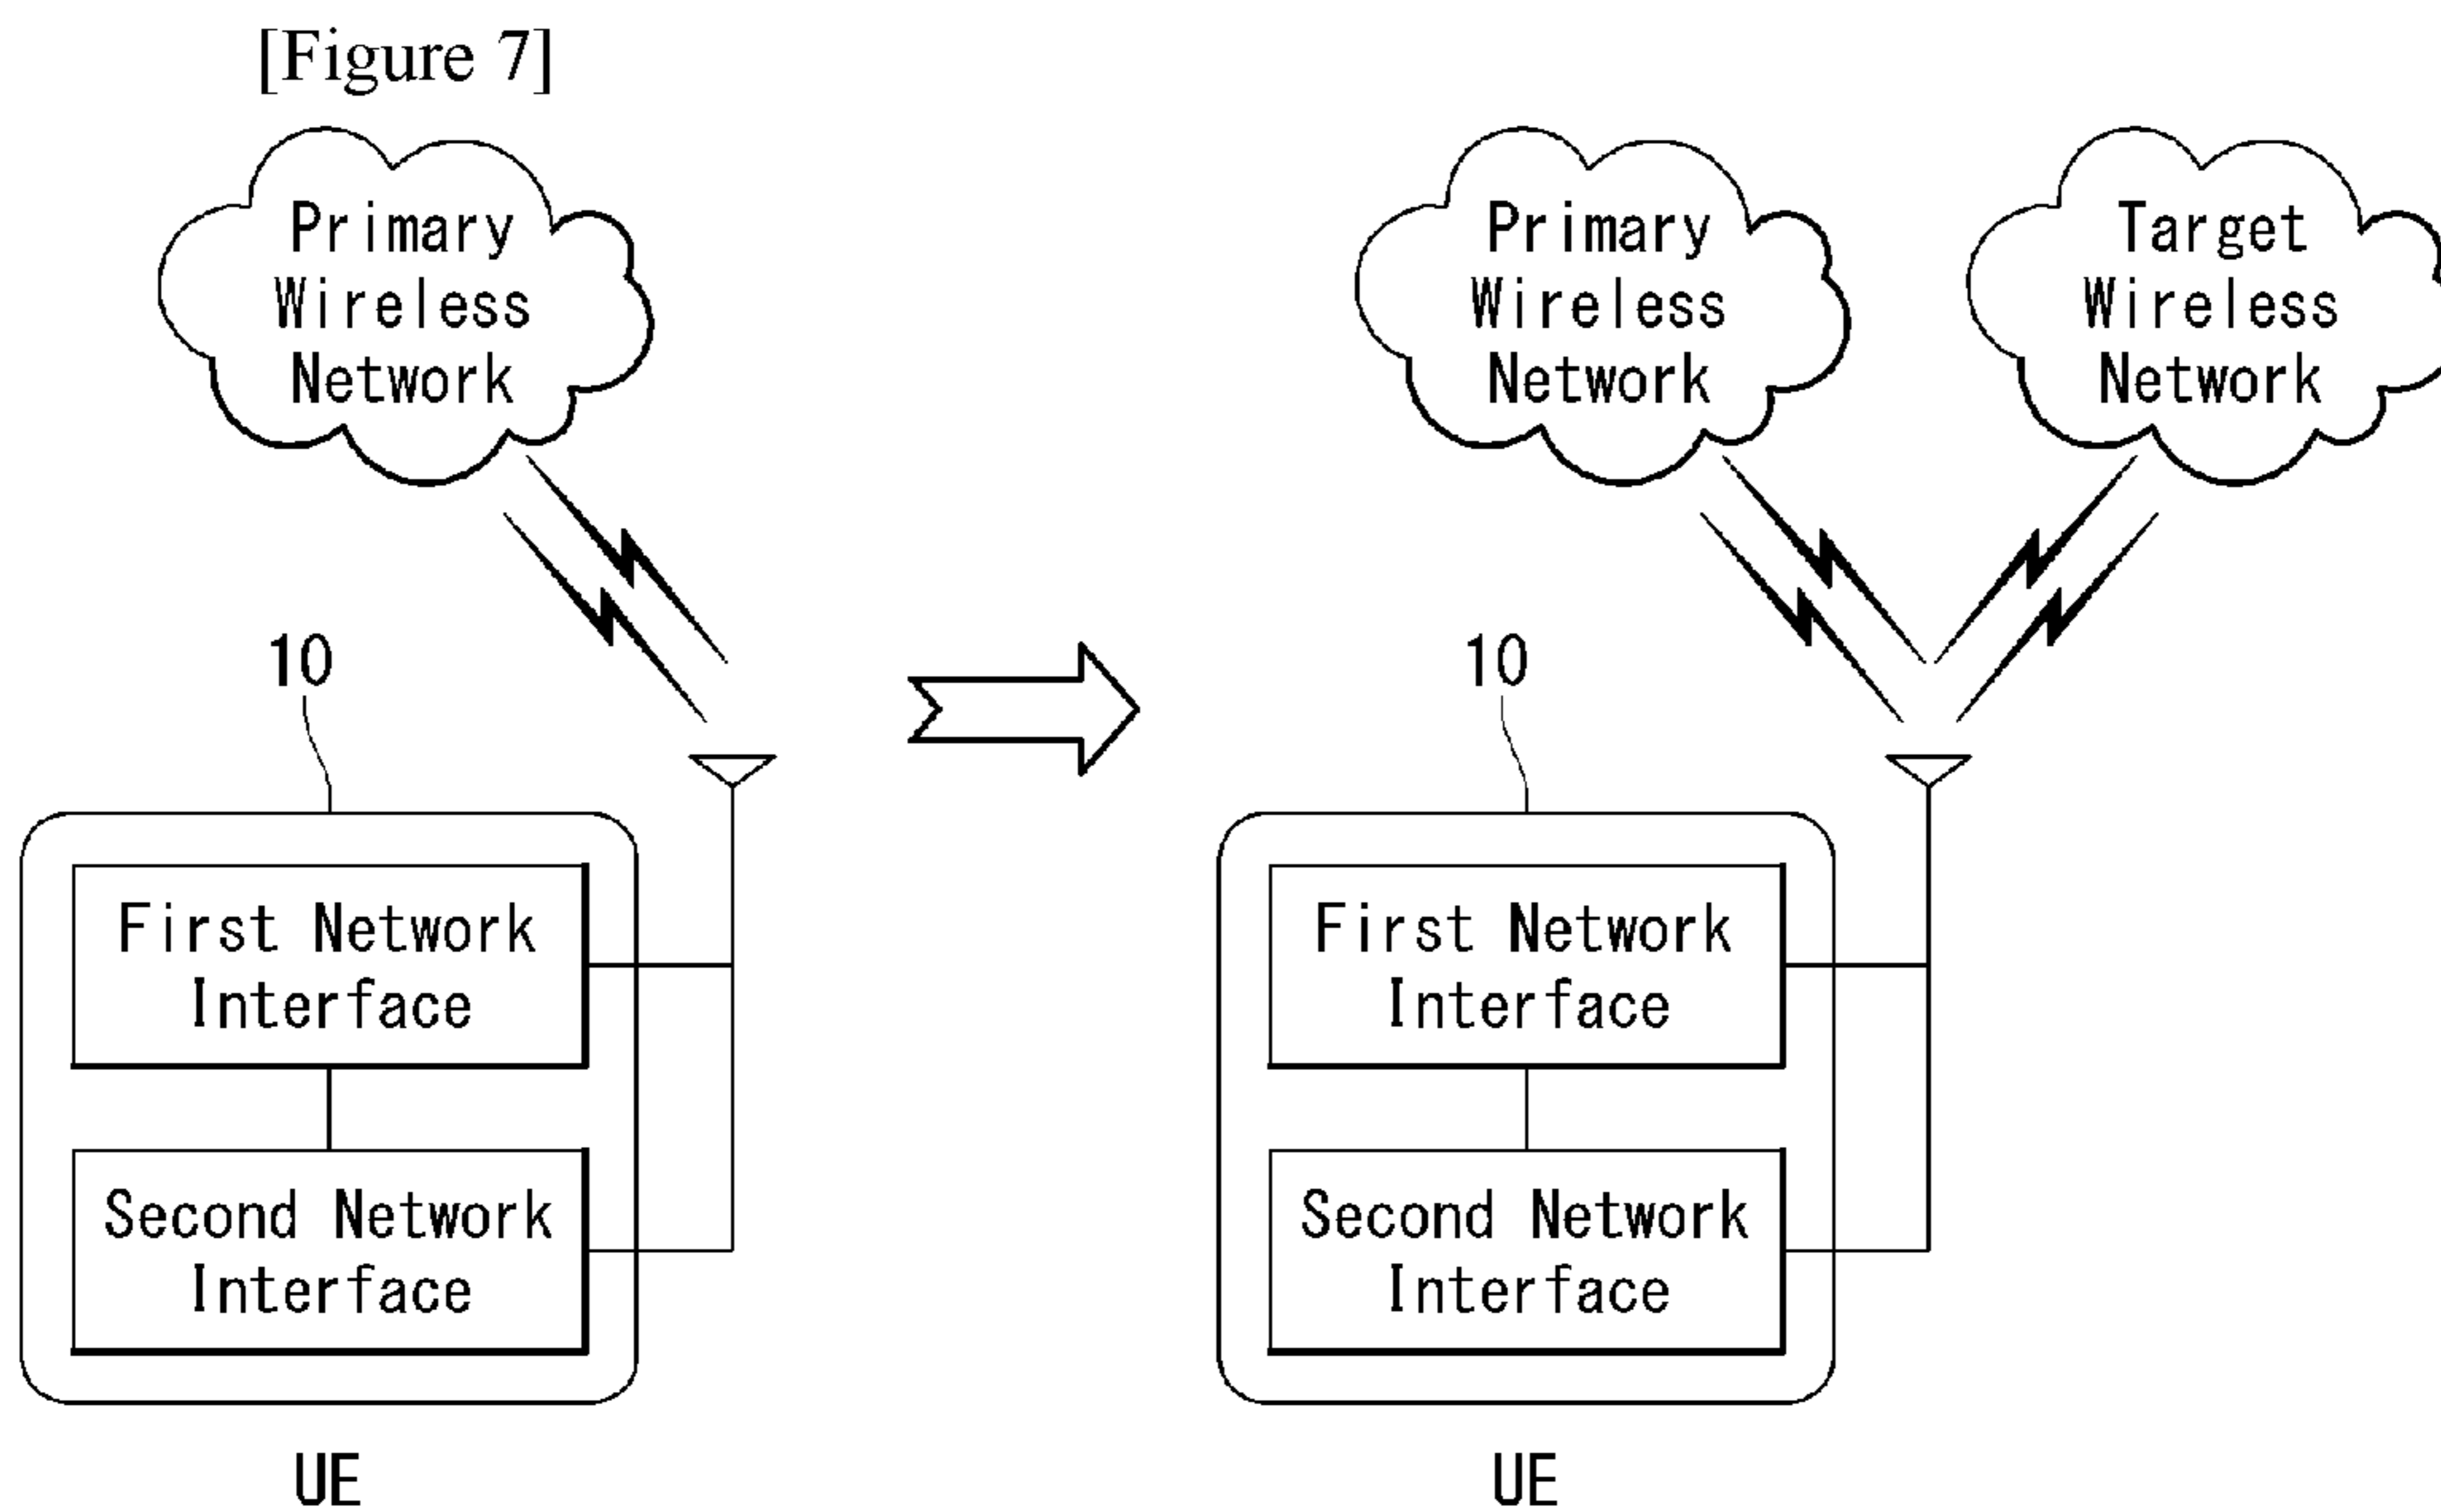 [Figure 7]
Primary
Wireless
Network
10
First Network
Interface
Second Network
Interface
UE
Primary
Wireless
Network
Target
Wireless
Network
10
First Network
Interface
Second Network
Interface
UE